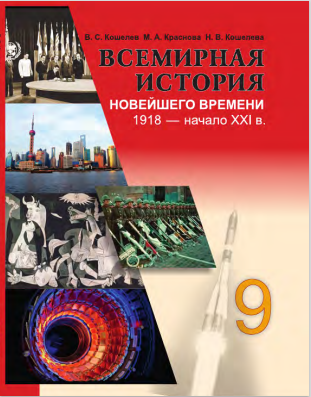 В. С. Кошелев М. А. Краснова Н. В. Кошелева
ВСЕМИРНАЯ
ИСТОРИЯ
НОВЕЙШЕГО ВРЕМЕНИ
1918 — начало XXI в.
9